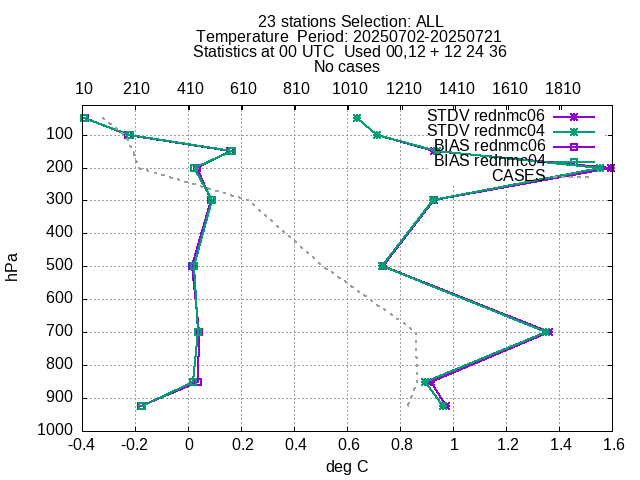 23 stations Selection: ALL
Temperature  Period: 20250702-20250721
Statistics at 00 UTC  Used 00,12 + 12 24 36
No cases
10 210 410 610 810 1010 1210 1410 1610 1810
STDV rednmc06
STDV rednmc04
BIAS rednmc06
BIAS rednmc04
CASES
100
200
300
400
500
600
700
800
900
1000
hPa
-0.4 -0.2 0 0.2 0.4 0.6 0.8 1 1.2 1.4 1.6
deg C